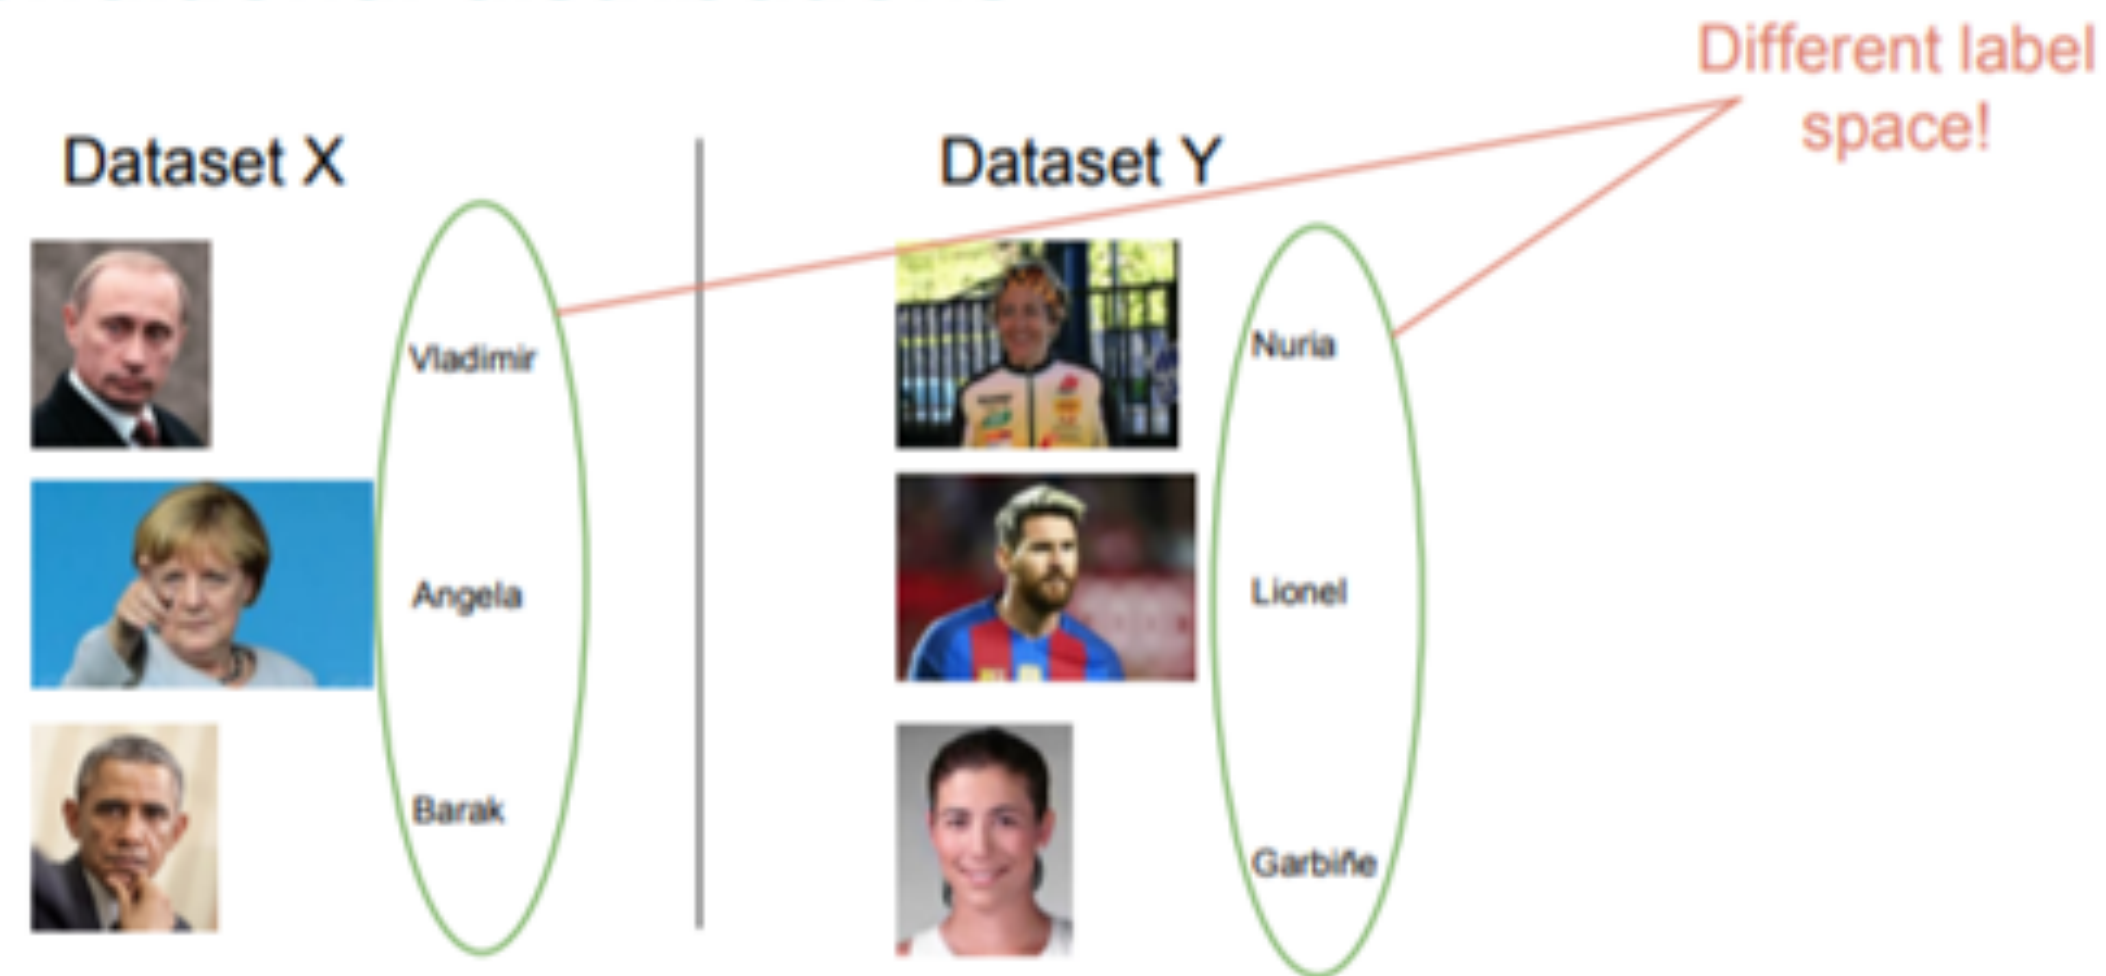 Different label
space!
Dataset X
Dataset Y
Vladimir
Angela
Barak
Nuria
Lionel
Garbiñe